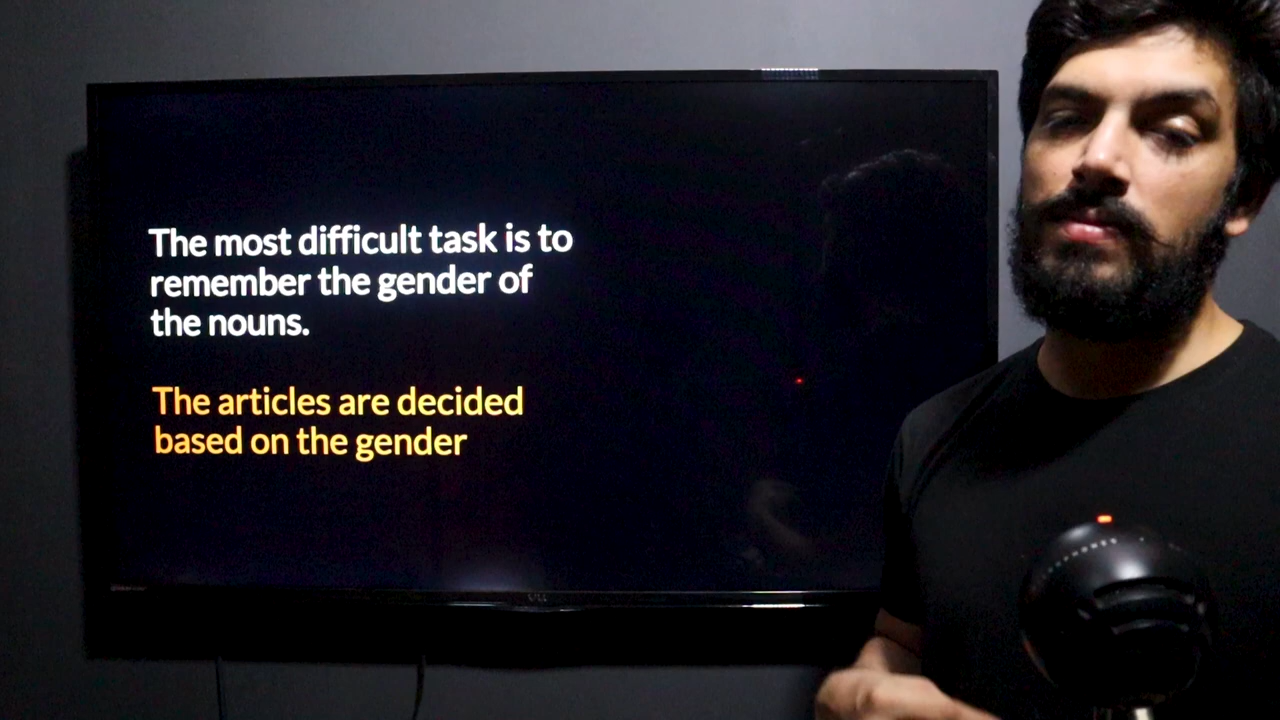 The most difficult task is to
remember the gender of
the nouns.
The articles are decided
based on the gender